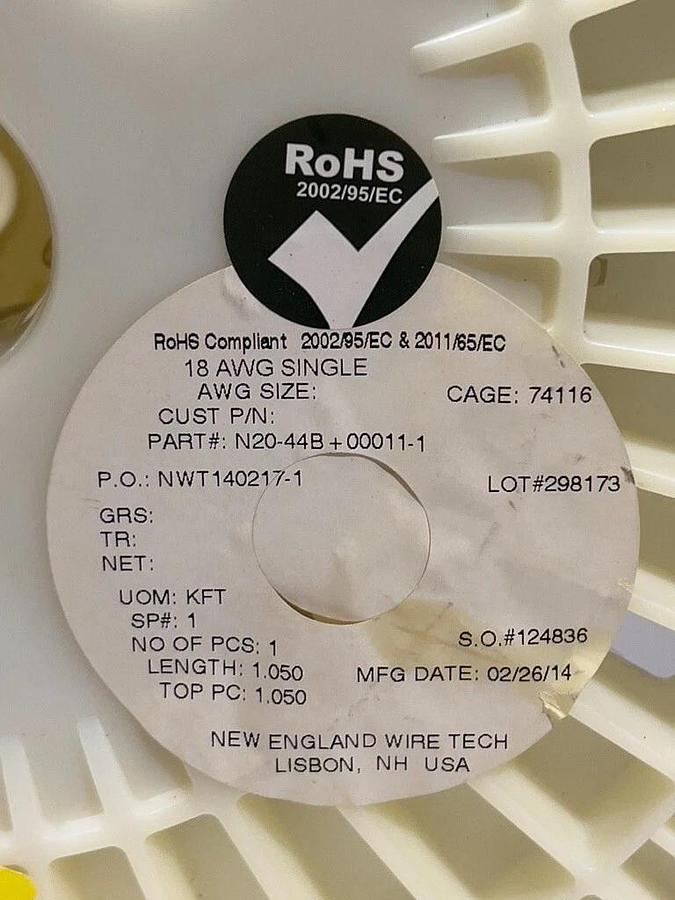 RoHS
2002/95/EC
RoHS Compliant 2002/95/EC & 2011/65/EC
18 AWG SINGLE
AWG SIZE: CAGE: 74116
CUST P/N:
PART#: N20-44B+00011-1
P.O.: NWT140217-1 LOT#298173
GRS:
TR:
NET:
UOM: KFT
SP#: 1
NO OF PCS: 1 S.O.#124836
LENGTH: 1.050 MFG DATE: 02/26/14
TOP PC: 1.050
NEW ENGLAND WIRE TECH
LISBON, NH USA